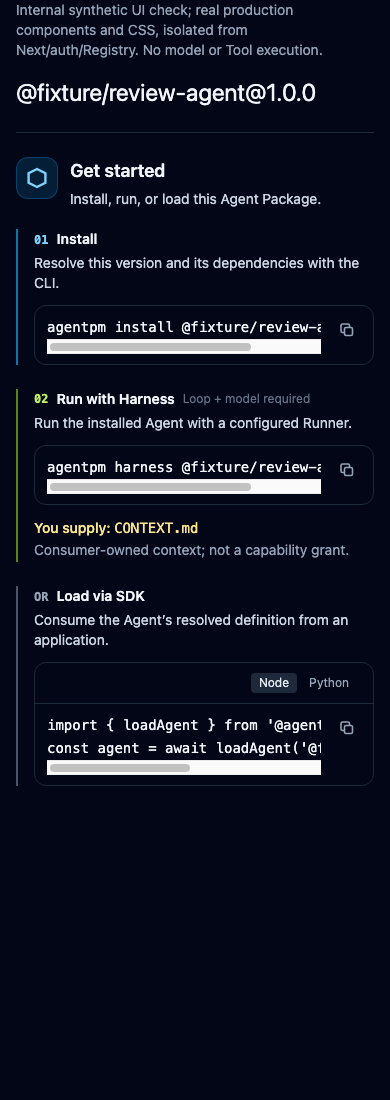 Internal synthetic UI check; real production
components and CSS, isolated from
Next/auth/Registry. No model or Tool execution.
@fixture/review-agent@1.0.0
Get started
Install, run, or load this Agent Package.
01 Install
Resolve this version and its dependencies with the
CLI.
agentpm install @fixture/review-a
02 Run with Harness Loop + model required
Run the installed Agent with a configured Runner.
agentpm harness @fixture/review-a
You supply: CONTEXT.md
Consumer-owned context; not a capability grant.
OR Load via SDK
Consume the Agent’s resolved definition from an
application.
Node Python
import { loadAgent } from '@agent
const agent = await loadAgent('@f